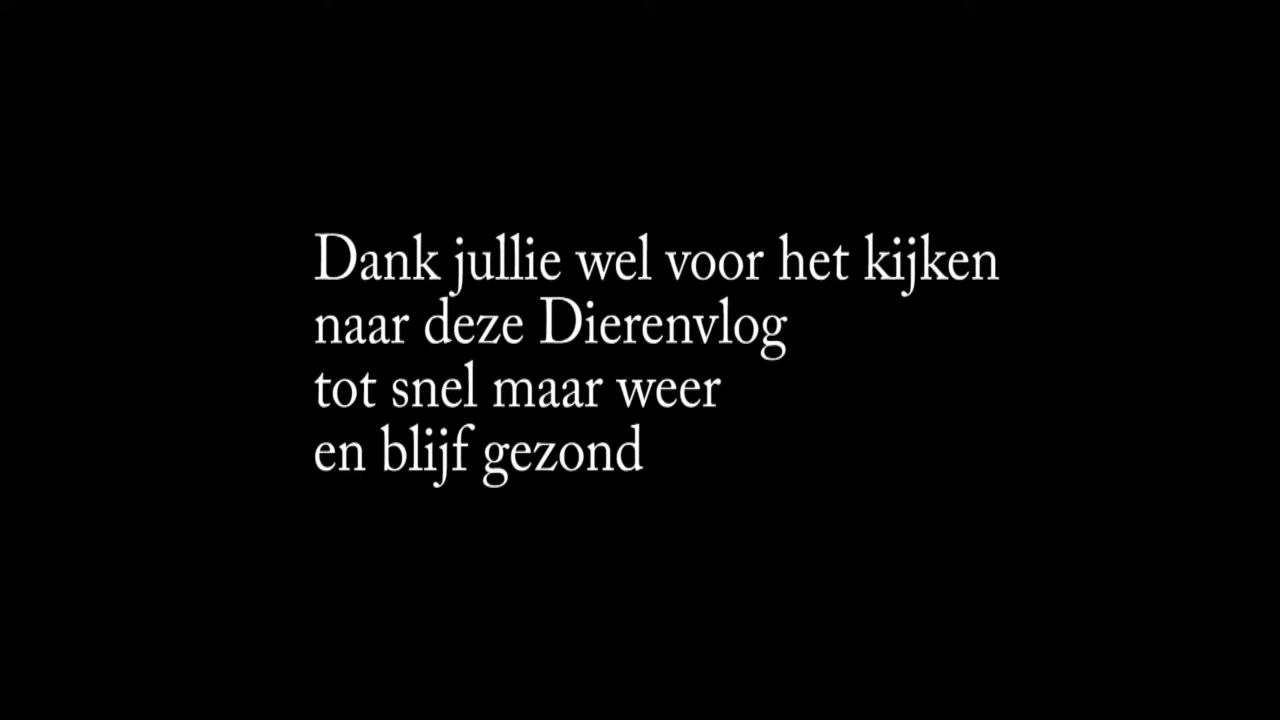 Dank jullie wel voor het kijken
naar deze Dierenvlog
tot snel maar weer
en blijf gezond